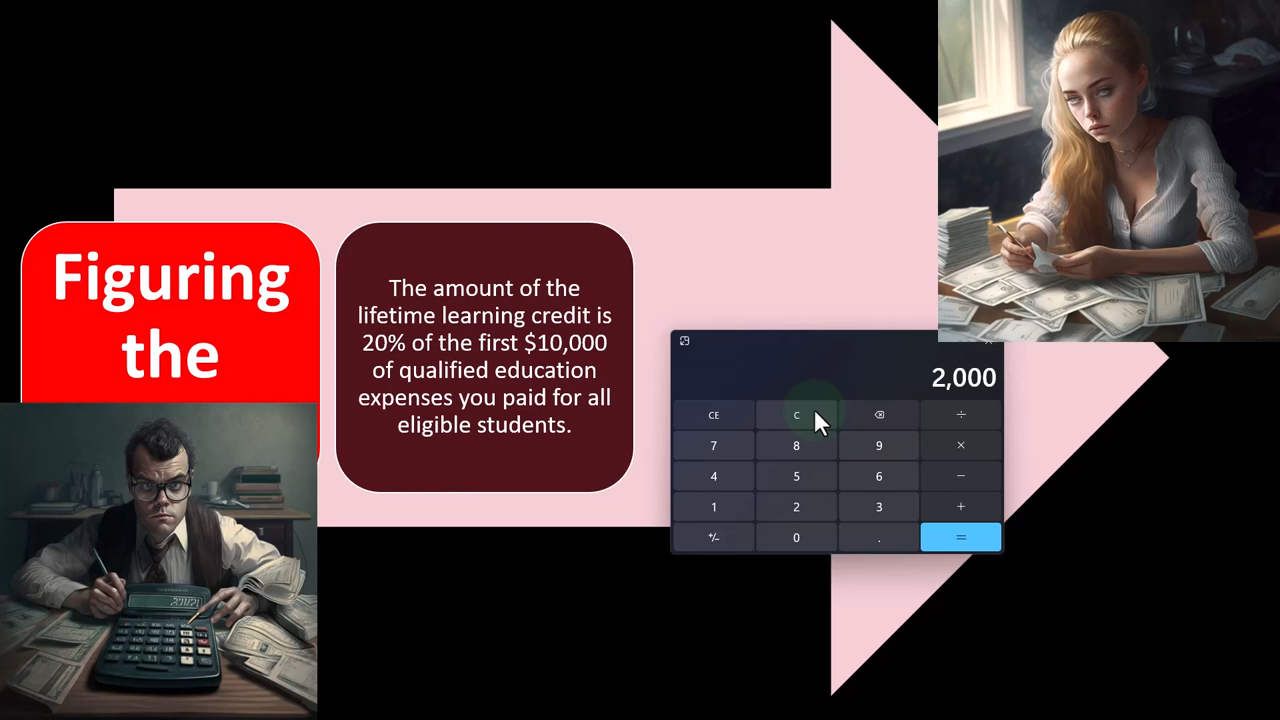 Figuring
the
The amount of the
lifetime learning credit is
20% of the first $10,000
of qualified education
expenses you paid for all
eligible students.
2,000
CE C ÷
7 8 9 ×
4 5 6 −
1 2 3 +
+/− 0 . =